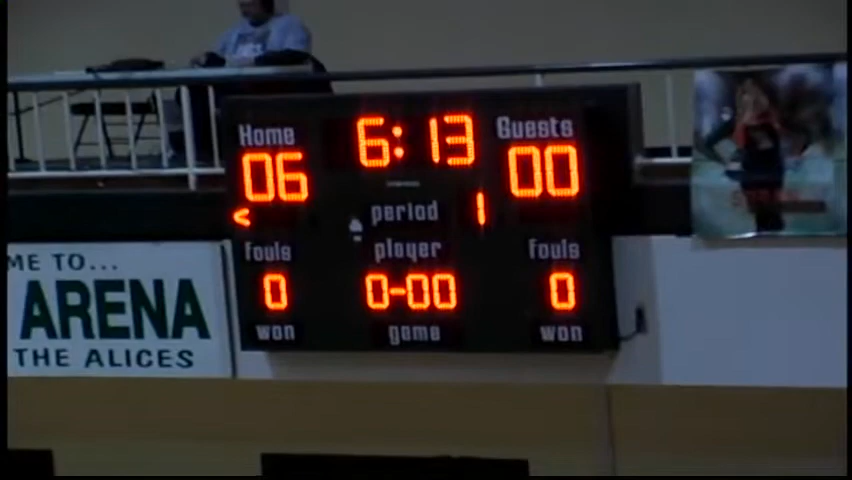 Home 6:13 Guests
06 00
< period 1
fouls player fouls
0 0-00 0
won game won
ME TO...
ARENA
THE ALICES